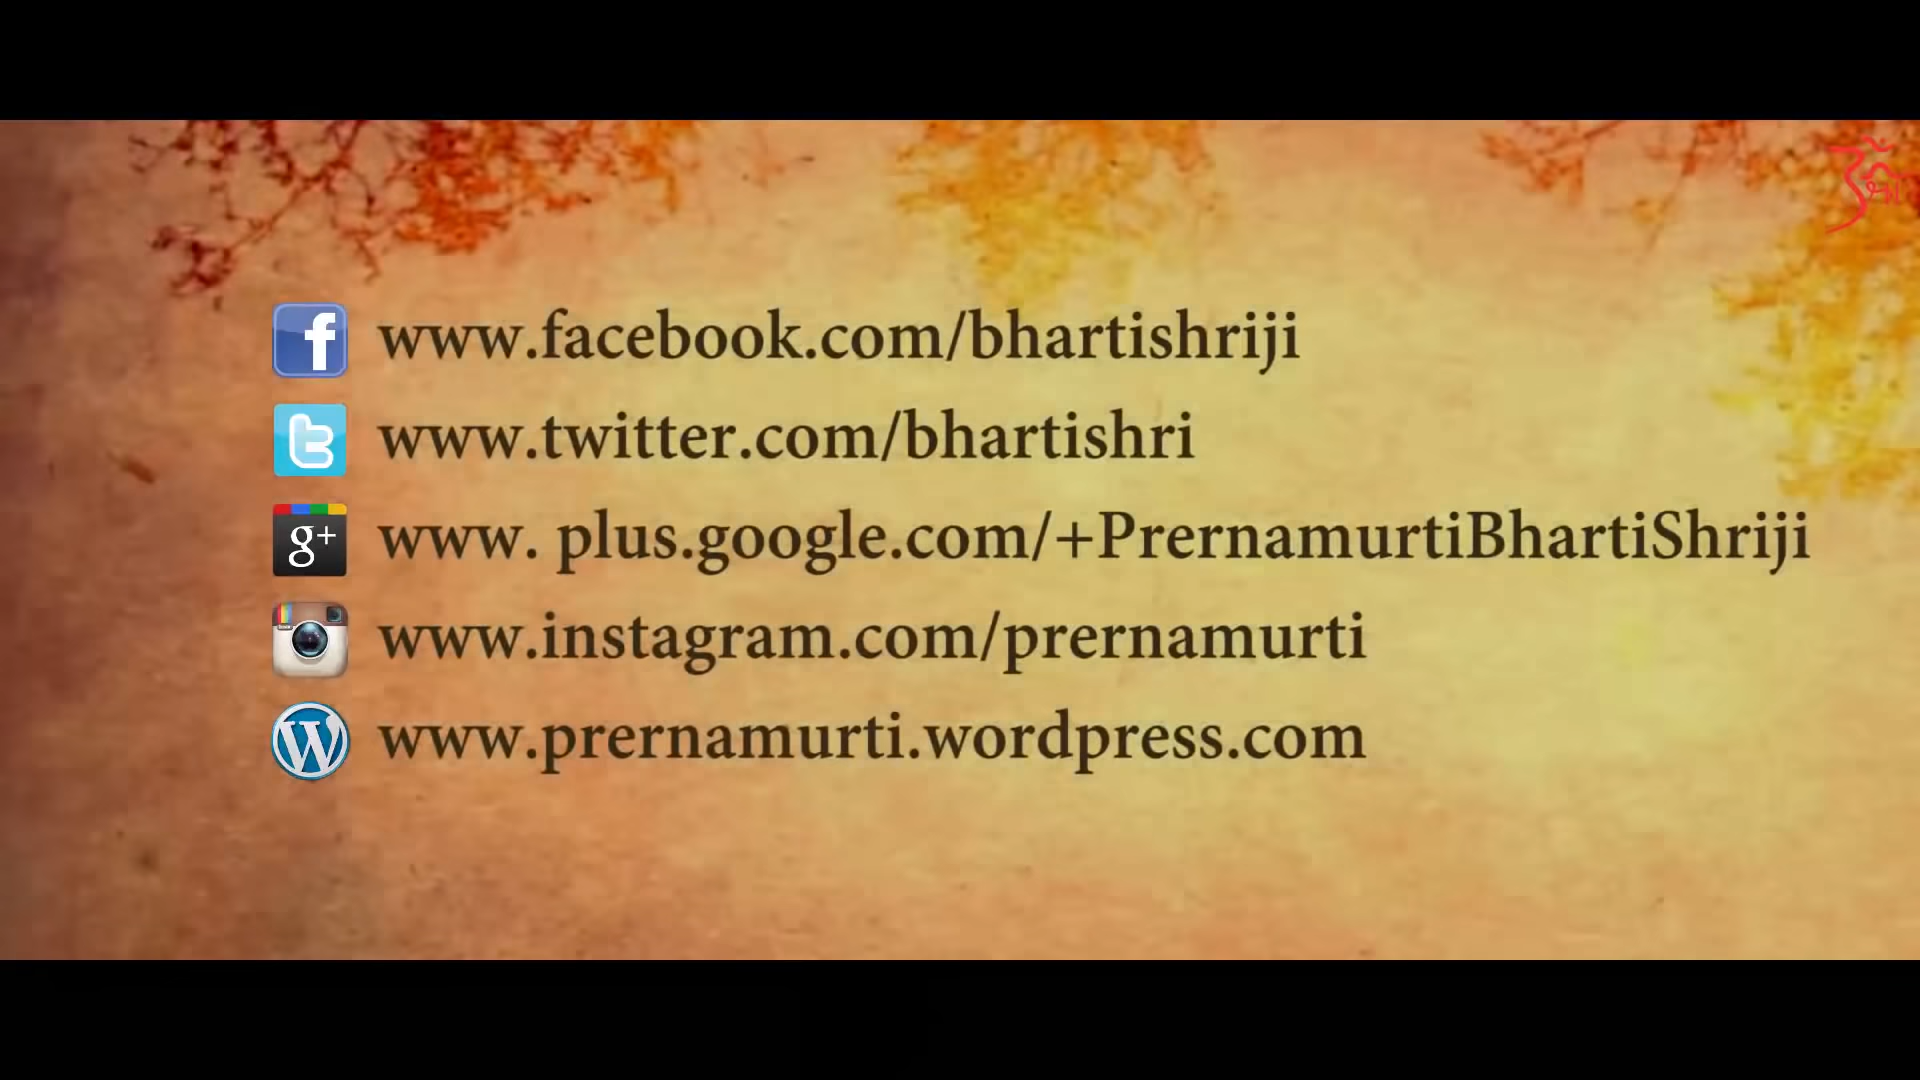 www.facebook.com/bhartishriji
www.twitter.com/bhartishri
www. plus.google.com/+PrernamurtiBhartiShriji
www.instagram.com/prernamurti
www.prernamurti.wordpress.com